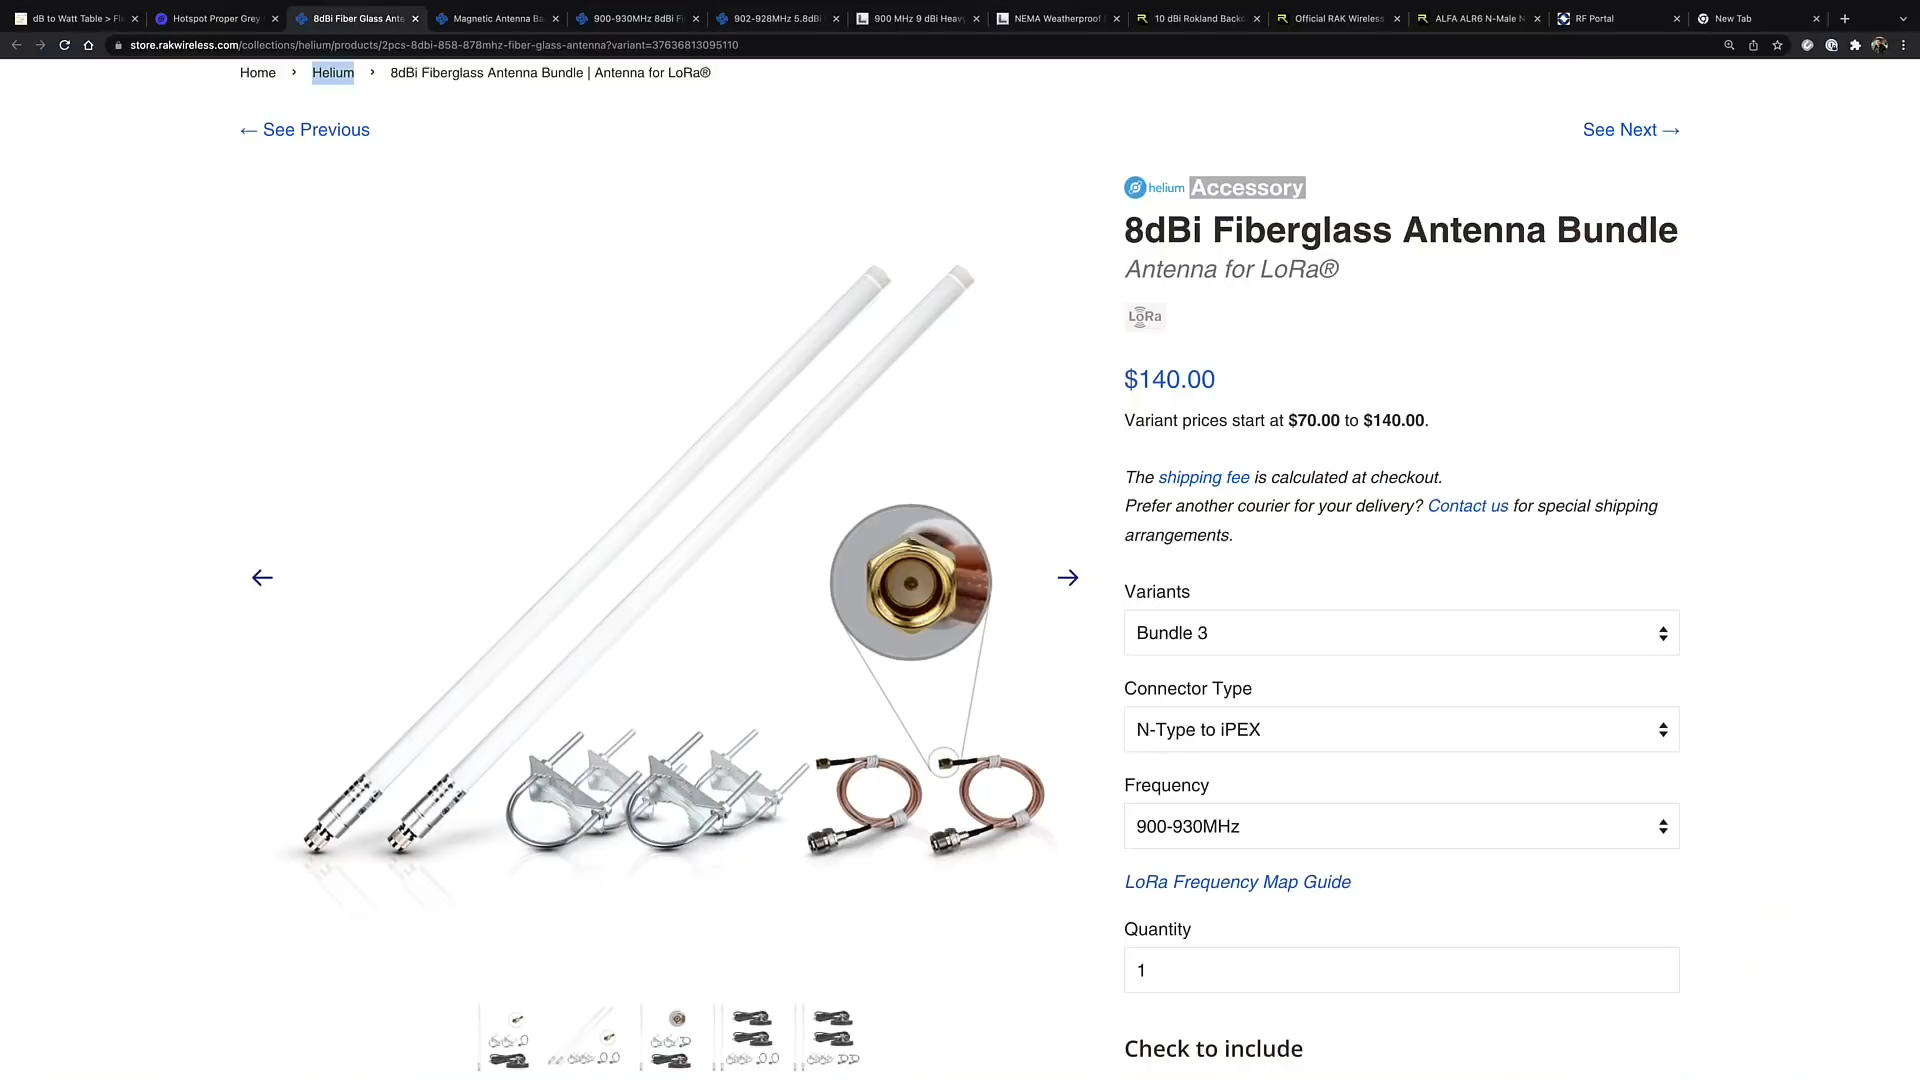 dB to Watt Table > Fl
Hotspot Proper Grey
8dBi Fiber Glass Ante
Magnetic Antenna Ba
900-930MHz 8dBi Fi
902-928MHz 5.8dBi
900 MHz 9 dBi Heavy
NEMA Weatherproof
10 dBi Rokland Backo
Official RAK Wireless
ALFA ALR6 N-Male N
RF Portal
New Tab
store.rakwireless.com/collections/helium/products/2pcs-8dbi-858-878mhz-fiber-glass-antenna?variant=37636813095110
Home › Helium › 8dBi Fiberglass Antenna Bundle | Antenna for LoRa®
← See Previous
See Next →
helium Accessory
8dBi Fiberglass Antenna Bundle
Antenna for LoRa®
LoRa
$140.00
Variant prices start at $70.00 to $140.00.
The shipping fee is calculated at checkout.
Prefer another courier for your delivery? Contact us for special shipping
arrangements.
Variants
Bundle 3
Connector Type
N-Type to iPEX
Frequency
900-930MHz
LoRa Frequency Map Guide
Quantity
1
Check to include